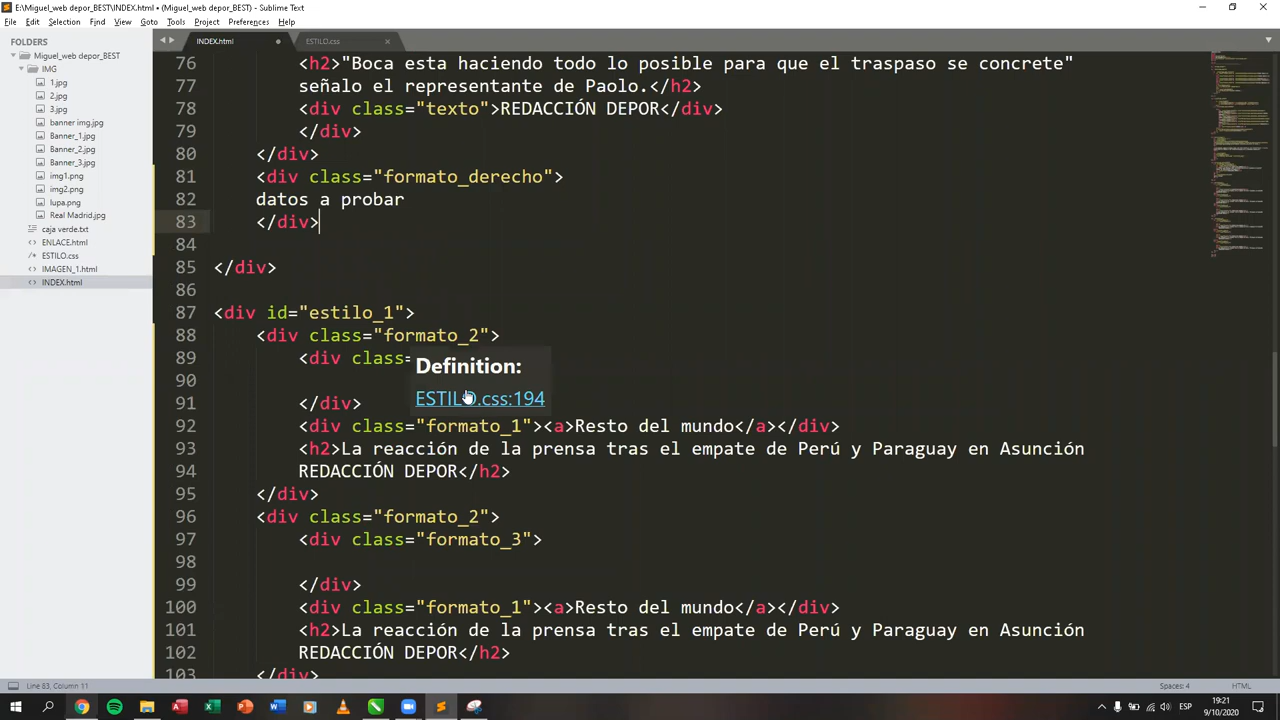 E:\Miguel_web depor_BEST\INDEX.html • (Miguel_web depor_BEST) - Sublime Text
File Edit Selection Find View Goto Tools Project Preferences Help
FOLDERS
Miguel_web depor_BEST
IMG
1.jpg
2.jpg
3.jpg
banner img.jpg
Banner_1.jpg
Banner_2.jpg
Banner_3.jpg
img1.png
img2.png
lupa.png
Real Madrid.jpg
caja verde.txt
ENLACE.html
ESTILO.css
IMAGEN_1.html
INDEX.html
INDEX.html
ESTILO.css
76 <h2>"Boca esta haciendo todo lo posible para que el traspaso se concrete"
77 señalo el representante de Paolo.</h2>
78 <div class="texto">REDACCIÓN DEPOR</div>
79 </div>
80 </div>
81 <div class="formato_derecho">
82 datos a probar
83 </div>
84
85 </div>
86
87 <div id="estilo_1">
88 <div class="formato_2">
89 <div class=
90
91 </div>
92 <div class="formato_1"><a>Resto del mundo</a></div>
93 <h2>La reacción de la prensa tras el empate de Perú y Paraguay en Asunción
94 REDACCIÓN DEPOR</h2>
95 </div>
96 <div class="formato_2">
97 <div class="formato_3">
98
99 </div>
100 <div class="formato_1"><a>Resto del mundo</a></div>
101 <h2>La reacción de la prensa tras el empate de Perú y Paraguay en Asunción
102 REDACCIÓN DEPOR</h2>
103 </div>
Definition:
ESTILO.css:194
Line 83, Column 11
Spaces: 4
HTML
ESP
19:21
9/10/2020